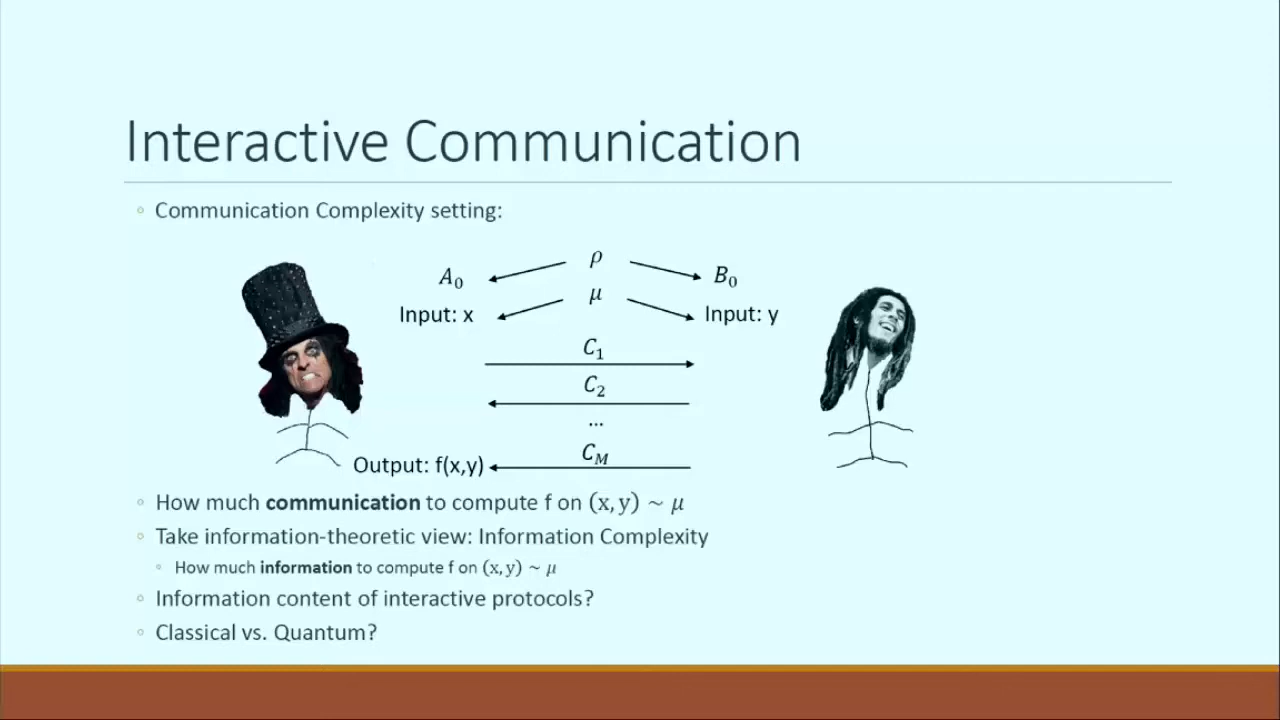 Interactive Communication
◦ Communication Complexity setting:
ρ
A₀
B₀
μ
Input: x
Input: y
C₁
C₂
...
C_M
Output: f(x,y)
◦ How much communication to compute f on (x, y) ~ μ
◦ Take information-theoretic view: Information Complexity
◦ How much information to compute f on (x, y) ~ μ
◦ Information content of interactive protocols?
◦ Classical vs. Quantum?